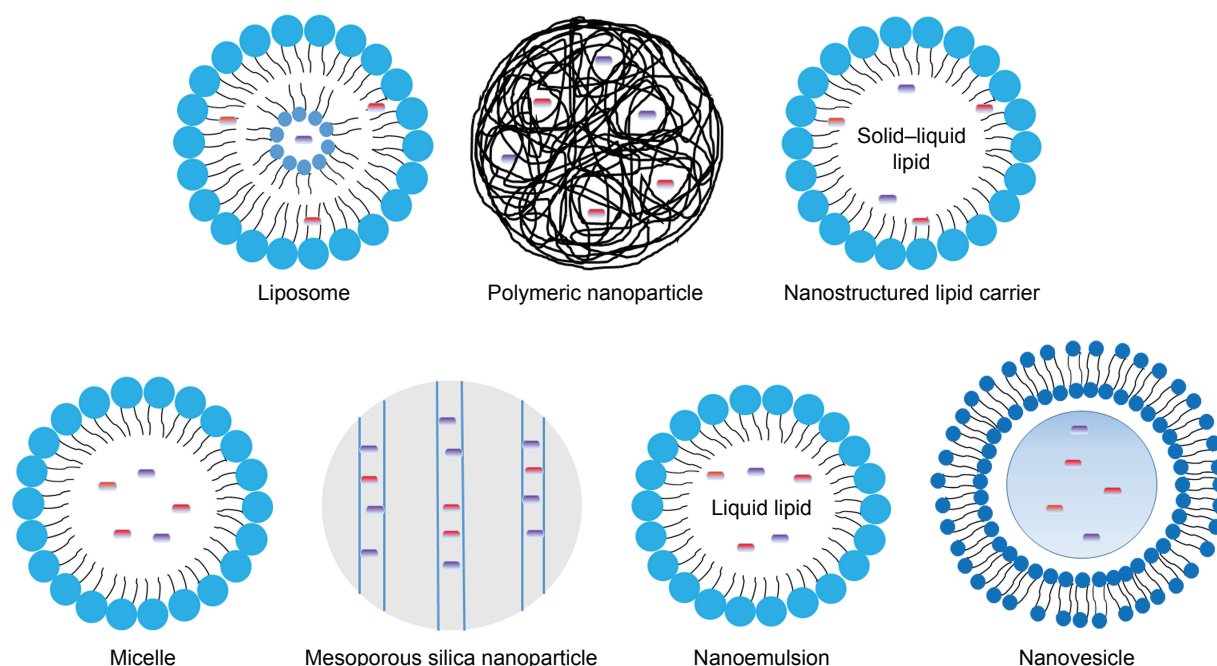 Solid–liquid
lipid
Liposome
Polymeric nanoparticle
Nanostructured lipid carrier
Liquid lipid
Micelle
Mesoporous silica nanoparticle
Nanoemulsion
Nanovesicle